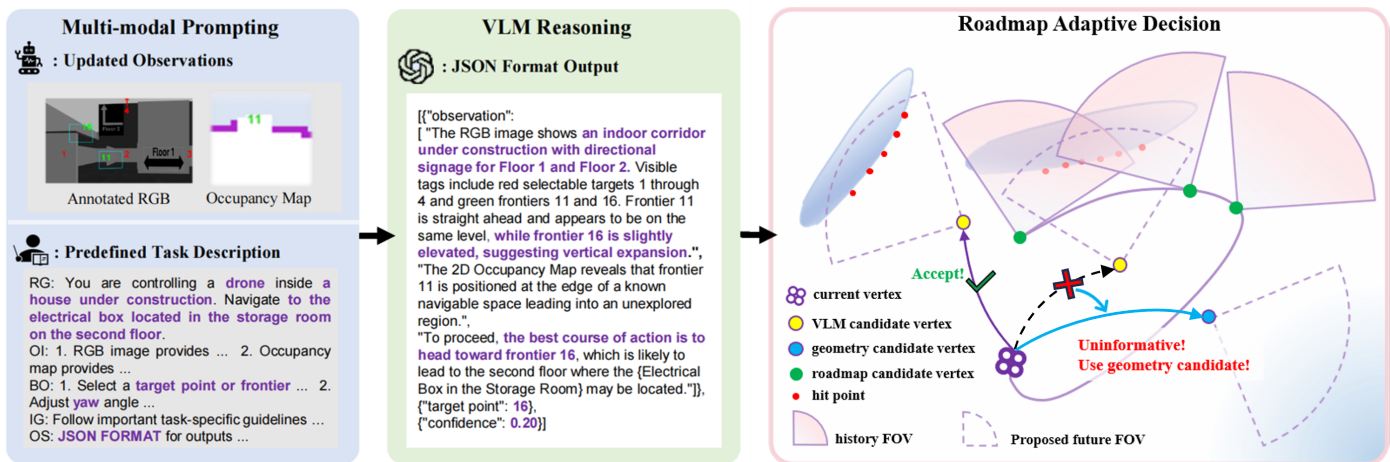 Multi-modal Prompting
: Updated Observations
16
4
Floor 2
1
11
2
Floor 1
3
11
Annotated RGB
Occupancy Map
: Predefined Task Description
RG: You are controlling a drone inside a
a house under construction. Navigate to the
electrical box located in the storage room
on the second floor.
OI: 1. RGB image provides ... 2. Occupancy
map provides ...
BO: 1. Select a target point or frontier ... 2.
Adjust yaw angle ...
IG: Follow important task-specific guidelines ...
OS: JSON FORMAT for outputs ...
VLM Reasoning
: JSON Format Output
[{"observation":
[ "The RGB image shows an indoor corridor
under construction with directional
signage for Floor 1 and Floor 2. Visible
tags include red selectable targets 1 through
4 and green frontiers 11 and 16. Frontier 11
is straight ahead and appears to be on the
same level, while frontier 16 is slightly
elevated, suggesting vertical expansion.",
"The 2D Occupancy Map reveals that frontier
11 is positioned at the edge of a known
navigable space leading into an unexplored
region.",
"To proceed, the best course of action is to
head toward frontier 16, which is likely to
lead to the second floor where the {Electrical
Box in the Storage Room} may be located."]},
{"target point": 16},
{"confidence": 0.20}]
Roadmap Adaptive Decision
Accept!
current vertex
VLM candidate vertex
geometry candidate vertex
roadmap candidate vertex
hit point
history FOV
Proposed future FOV
Uninformative!
Use geometry candidate!